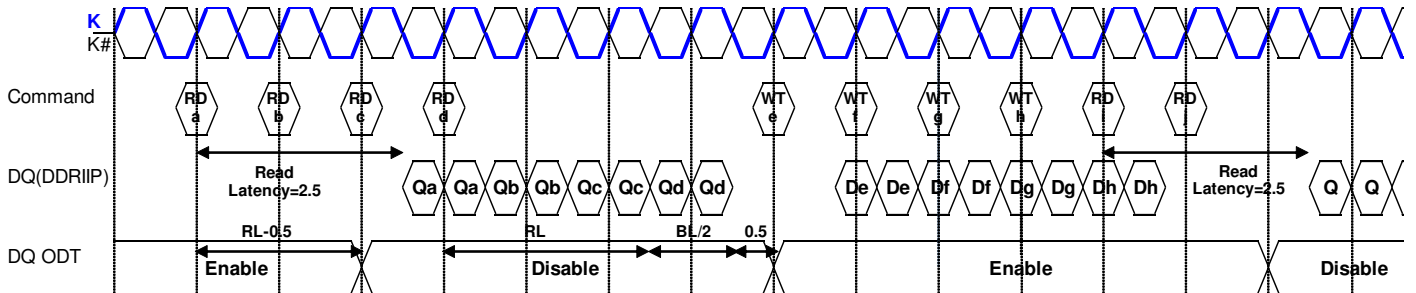 K
K#
Command
RD a RD b RD c RD d WT e WT f WT g WT h RD i RD j
Read
Latency=2.5
Read
Latency=2.5
DQ(DDRIIP)
Qa Qa Qb Qb Qc Qc Qd Qd De De Df Df Dg Dg Dh Dh Q Q
RL-0.5 RL BL/2 0.5
DQ ODT
Enable Disable Enable Disable